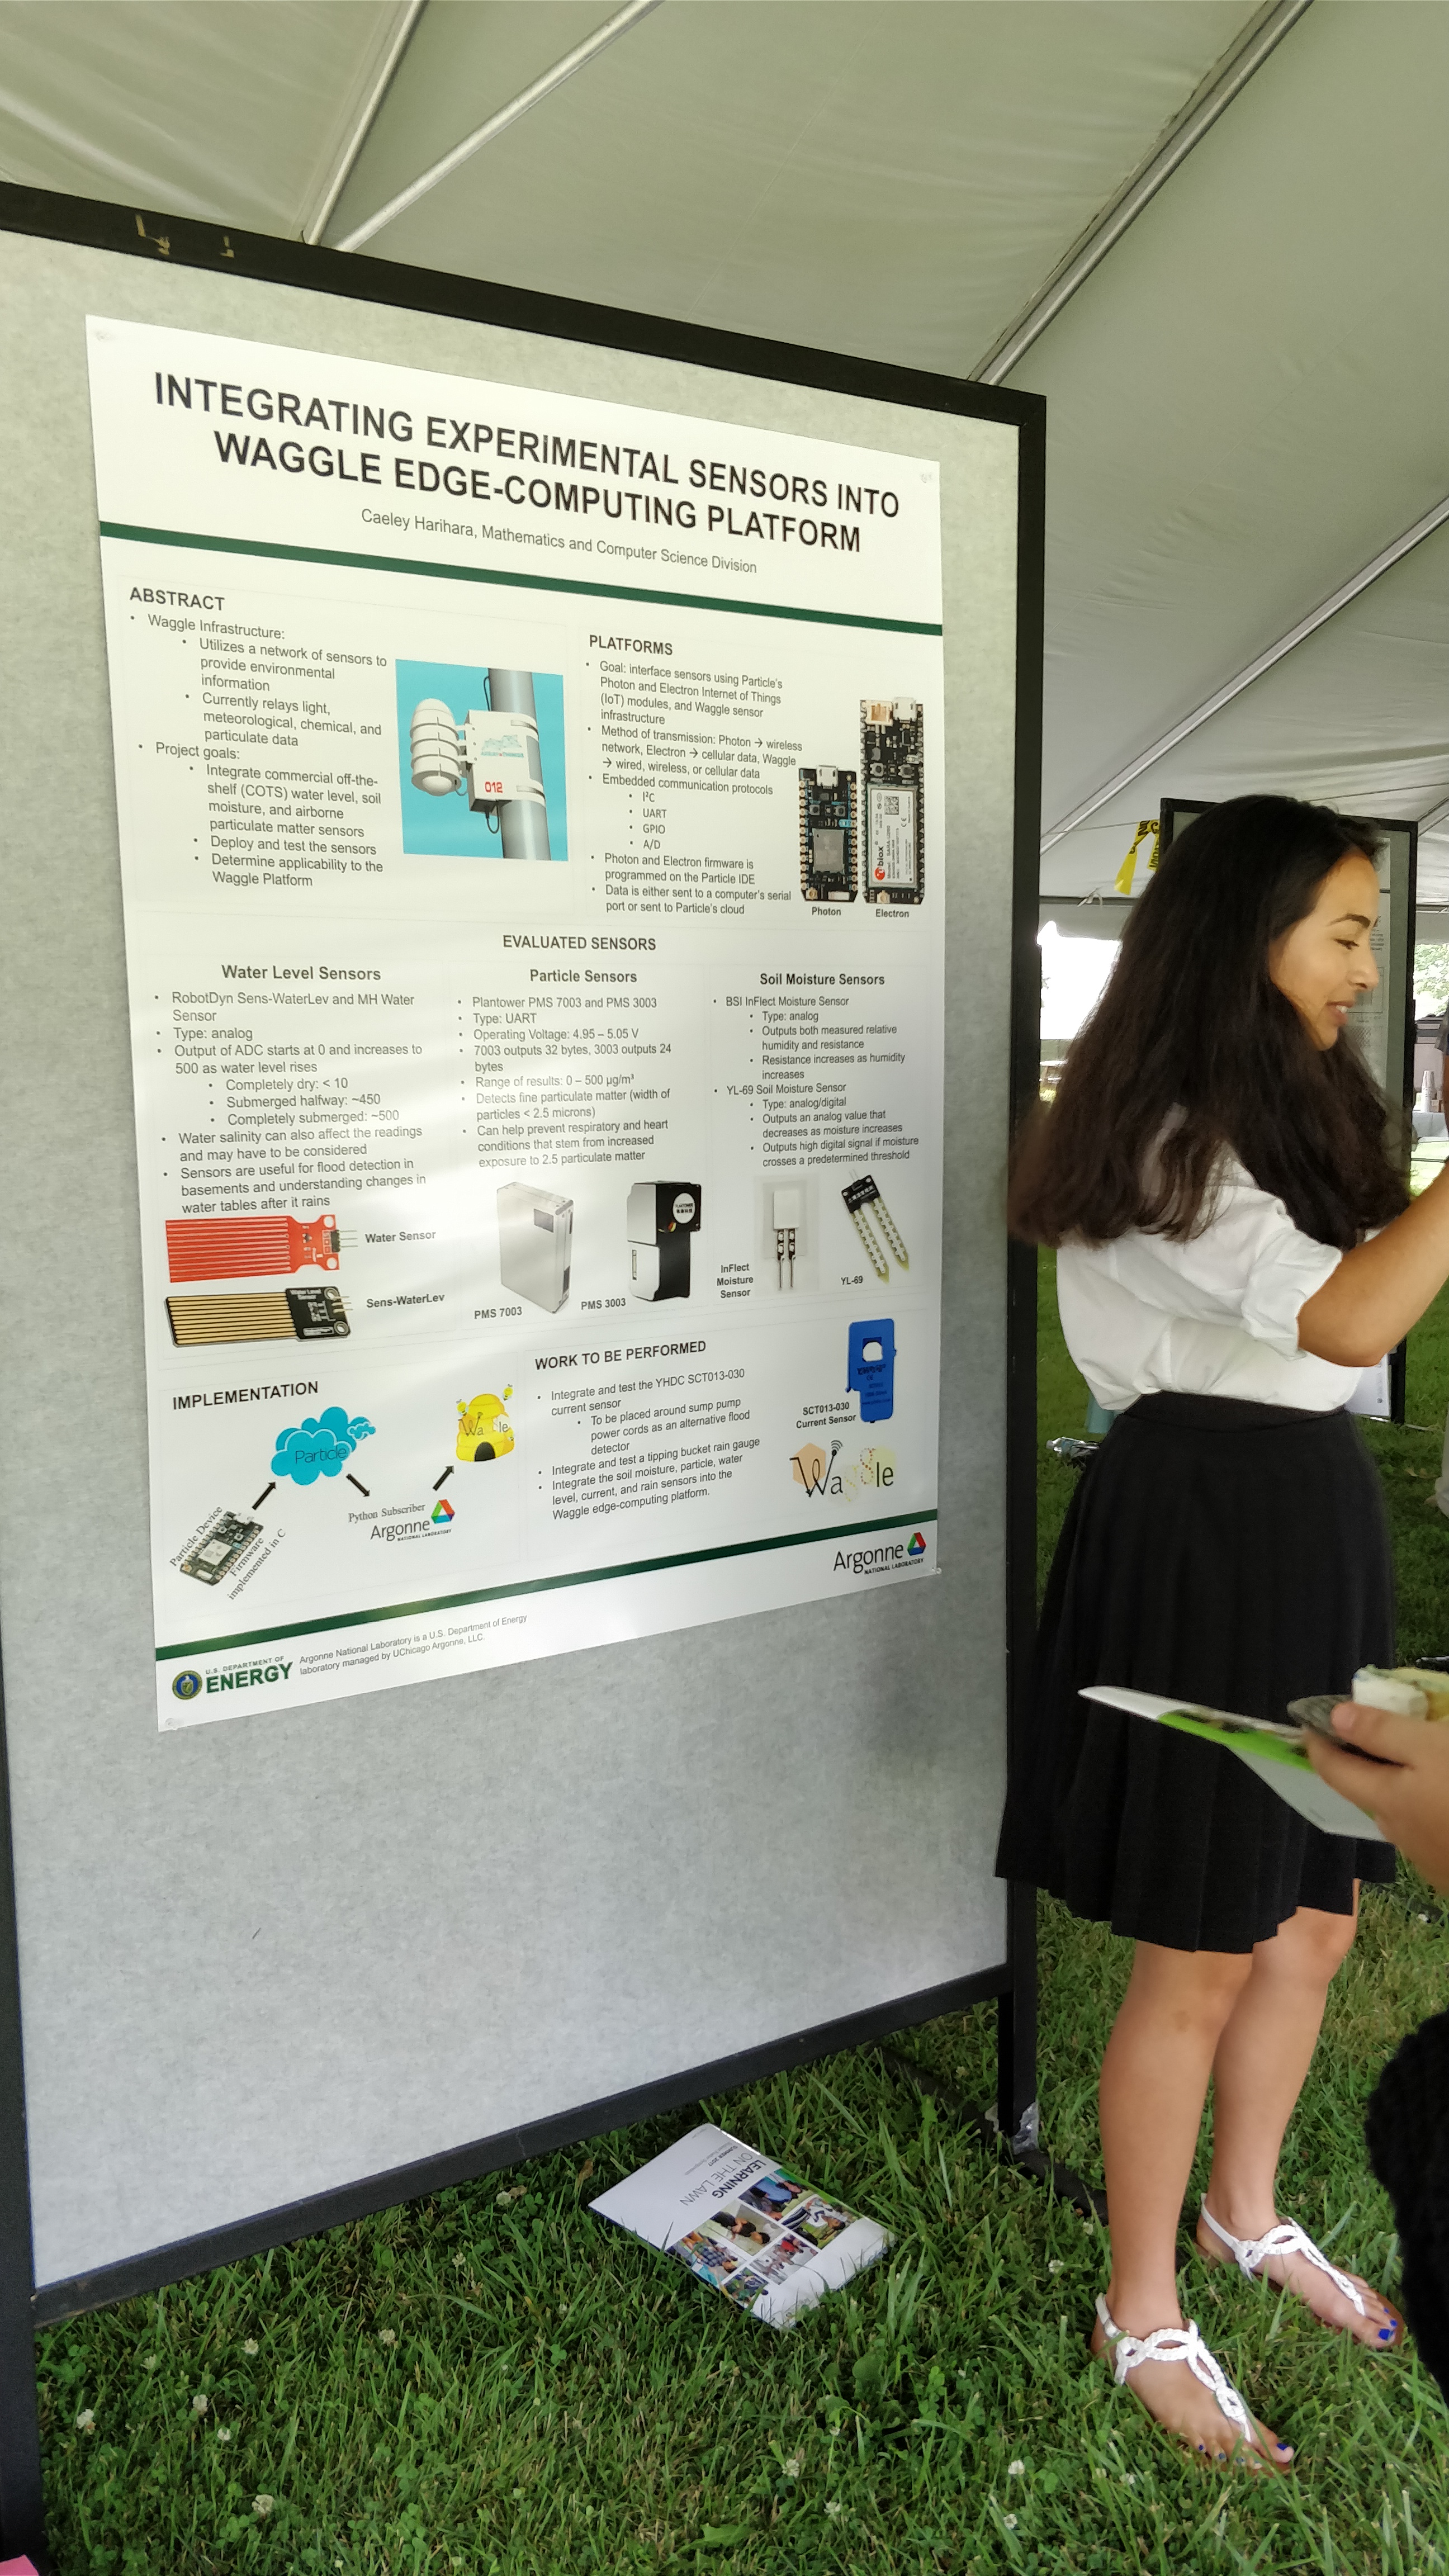 INTEGRATING EXPERIMENTAL SENSORS INTO
WAGGLE EDGE-COMPUTING PLATFORM
Caeley Harihara, Mathematics and Computer Science Division
ABSTRACT
• Waggle Infrastructure:
• Utilizes a network of sensors to
provide environmental
information
• Currently relays light,
meteorological, chemical, and
particulate data
• Project goals:
• Integrate commercial off-the-
shelf (COTS) water level, soil
moisture, and airborne
particulate matter sensors
• Deploy and test the sensors
• Determine applicability to the
Waggle Platform
012
PLATFORMS
• Goal: interface sensors using Particle's
Photon and Electron Internet of Things
(IoT) modules, and Waggle sensor
infrastructure
• Method of transmission: Photon → wireless
network, Electron → cellular data, Waggle
→ wired, wireless, or cellular data
• Embedded communication protocols
• I²C
• UART
• GPIO
• A/D
• Photon and Electron firmware is
programmed on the Particle IDE
• Data is either sent to a computer's serial
port or sent to Particle's cloud
ublox
Photon
Electron
EVALUATED SENSORS
Water Level Sensors
• RobotDyn Sens-WaterLev and MH Water
Sensor
• Type: analog
• Output of ADC starts at 0 and increases to
500 as water level rises
• Completely dry: < 10
• Submerged halfway: ~450
• Completely submerged: ~500
• Water salinity can also affect the readings
and may have to be considered
• Sensors are useful for flood detection in
basements and understanding changes in
water tables after it rains
Water Sensor
Water Level
Sensor
Sens-WaterLev
Particle Sensors
• Plantower PMS 7003 and PMS 3003
• Type: UART
• Operating Voltage: 4.95 – 5.05 V
• 7003 outputs 32 bytes, 3003 outputs 24
bytes
• Range of results: 0 – 500 µg/m³
• Detects fine particulate matter (width of
particles < 2.5 microns)
• Can help prevent respiratory and heart
conditions that stem from increased
exposure to 2.5 particulate matter
PMS 7003
PMS 3003
Soil Moisture Sensors
• BSI InFlect Moisture Sensor
• Type: analog
• Outputs both measured relative
humidity and resistance
• Resistance increases as humidity
increases
• YL-69 Soil Moisture Sensor
• Type: analog/digital
• Outputs an analog value that
decreases as moisture increases
• Outputs high digital signal if moisture
crosses a predetermined threshold
InFlect
Moisture
Sensor
YL-69
IMPLEMENTATION
Particle
Waggle
Python Subscriber
Argonne
NATIONAL LABORATORY
Particle Device
Firmware
implemented in C
WORK TO BE PERFORMED
• Integrate and test the YHDC SCT013-030
current sensor
• To be placed around sump pump
power cords as an alternative flood
detector
• Integrate and test a tipping bucket rain gauge
• Integrate the soil moisture, particle, water
level, current, and rain sensors into the
Waggle edge-computing platform.
SCT013-030
Current Sensor
Waggle
Argonne
NATIONAL LABORATORY
U.S. DEPARTMENT OF
ENERGY
Argonne National Laboratory is a U.S. Department of Energy
laboratory managed by UChicago Argonne, LLC.
LEARNING
ON THE LAWN
SUMMER 2017